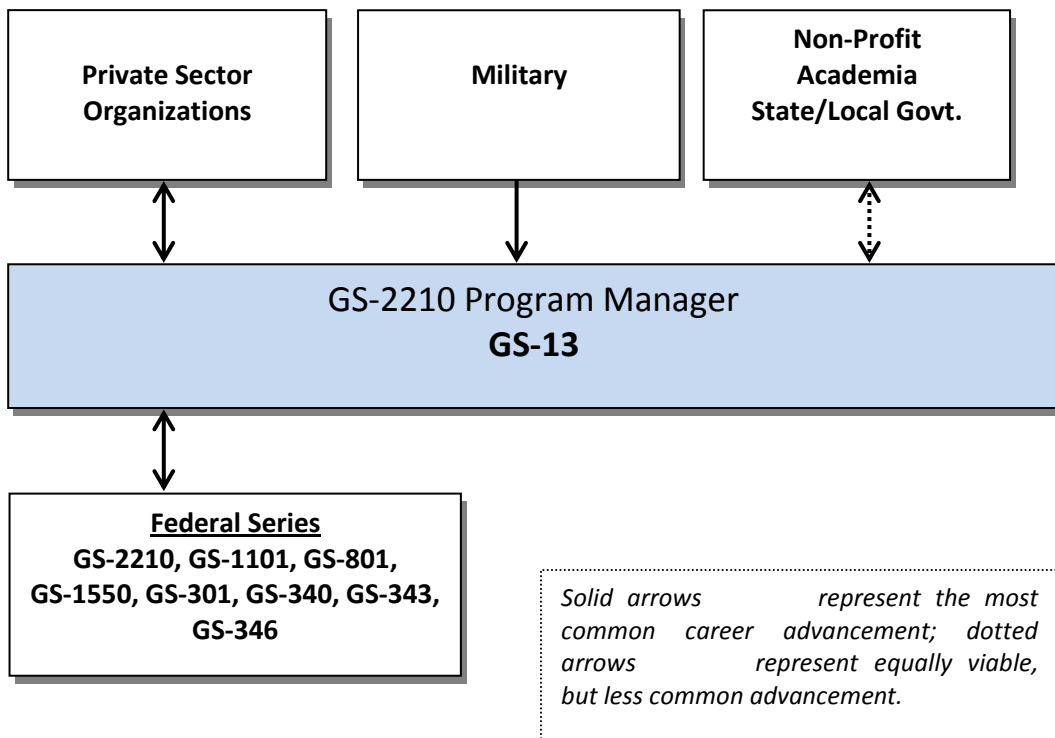 Private Sector
Organizations
Military
Non-Profit
Academia
State/Local Govt.
GS-2210 Program Manager
GS-13
Federal Series
GS-2210, GS-1101, GS-801,
GS-1550, GS-301, GS-340, GS-343,
GS-346
Solid arrows represent the most
common career advancement; dotted
arrows represent equally viable,
but less common advancement.